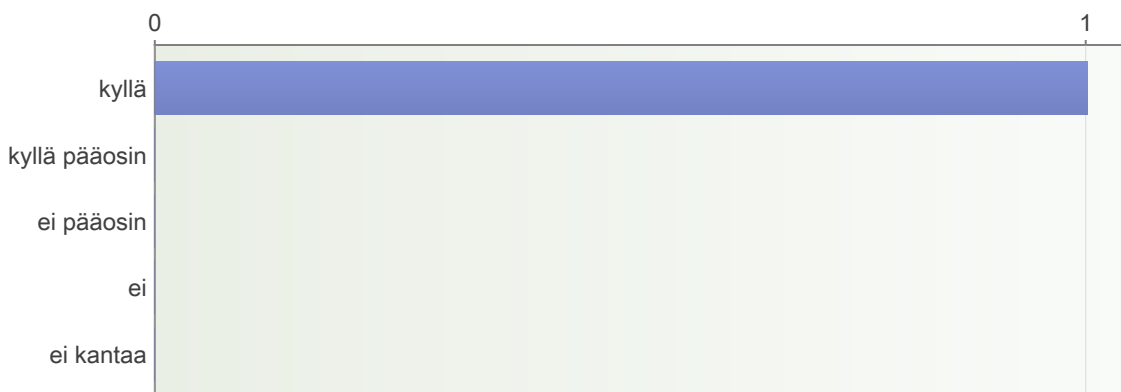 0 1
kyllä
kyllä pääosin
ei pääosin
ei
ei kantaa